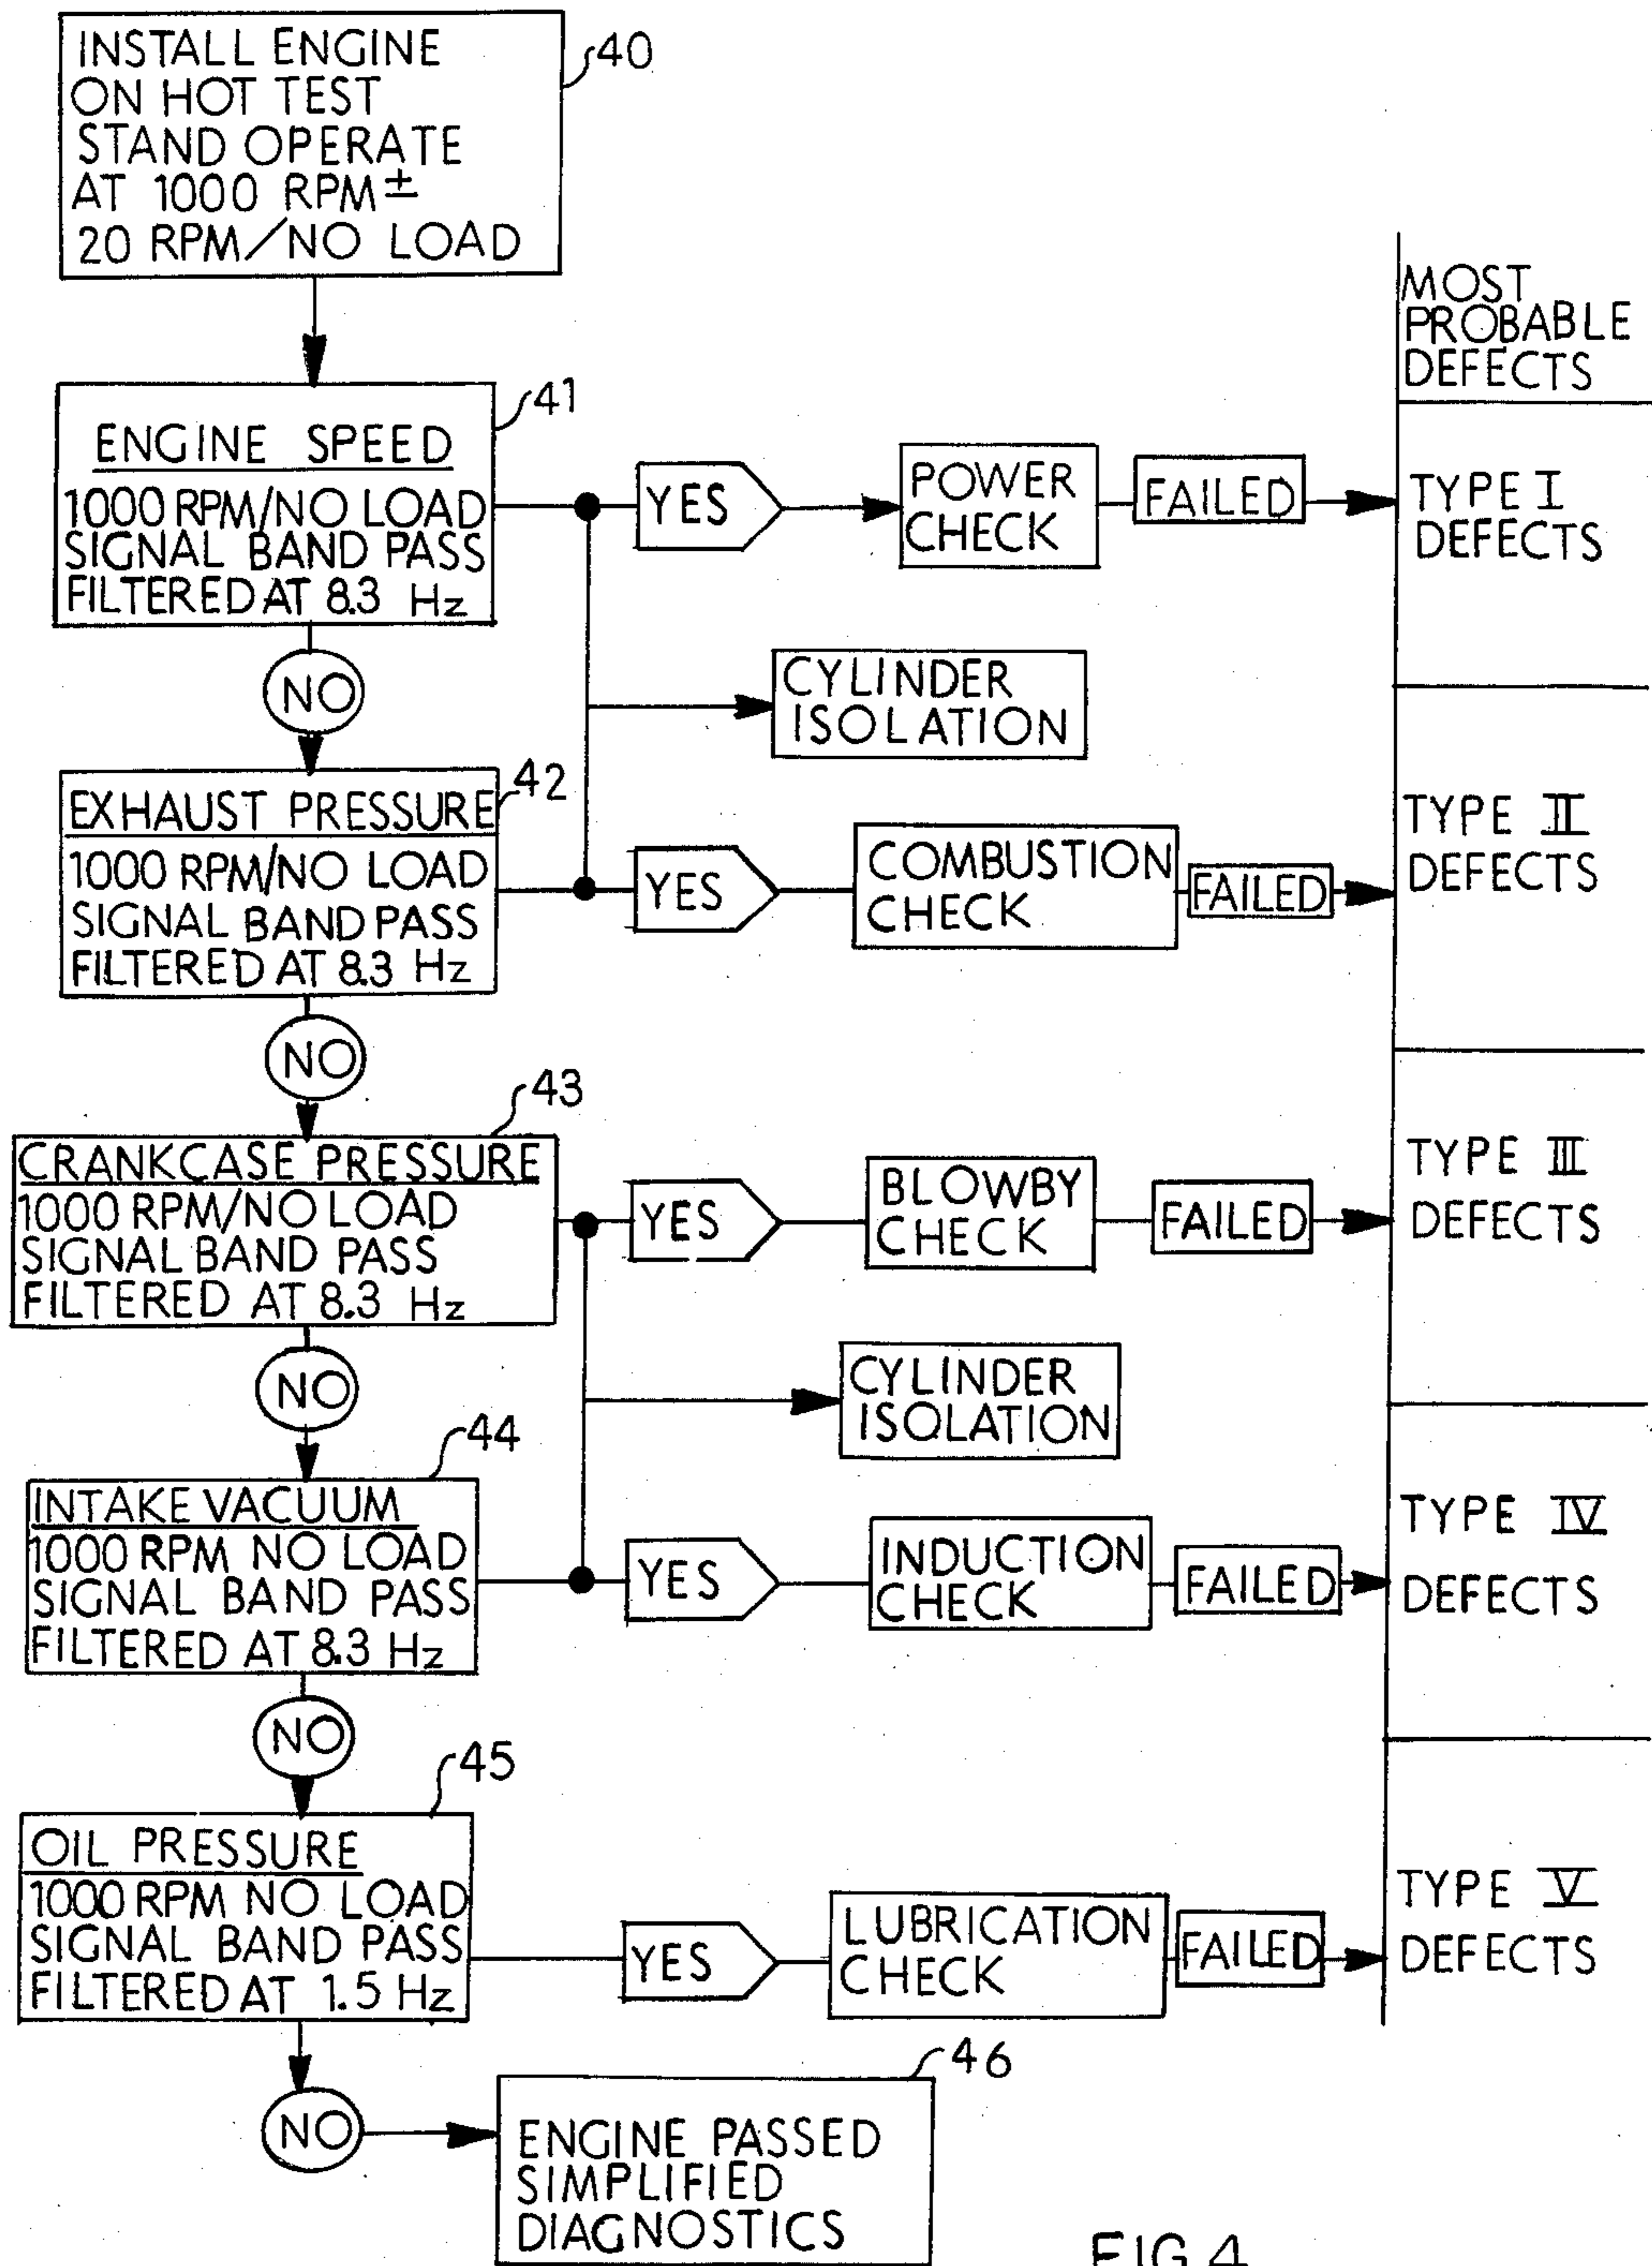 INSTALL ENGINE
ON HOT TEST
STAND OPERATE
AT 1000 RPM ±
20 RPM/NO LOAD
40
MOST
PROBABLE
DEFECTS
41
ENGINE SPEED
1000 RPM/NO LOAD
SIGNAL BAND PASS
FILTERED AT 8.3 Hz
YES
POWER
CHECK
FAILED
TYPE I
DEFECTS
NO
CYLINDER
ISOLATION
42
EXHAUST PRESSURE
1000 RPM/NO LOAD
SIGNAL BAND PASS
FILTERED AT 8.3 Hz
YES
COMBUSTION
CHECK
FAILED
TYPE II
DEFECTS
NO
43
CRANKCASE PRESSURE
1000 RPM/NO LOAD
SIGNAL BAND PASS
FILTERED AT 8.3 Hz
YES
BLOWBY
CHECK
FAILED
TYPE III
DEFECTS
NO
CYLINDER
ISOLATION
44
INTAKE VACUUM
1000 RPM NO LOAD
SIGNAL BAND PASS
FILTERED AT 8.3 Hz
YES
INDUCTION
CHECK
FAILED
TYPE IV
DEFECTS
NO
45
OIL PRESSURE
1000 RPM NO LOAD
SIGNAL BAND PASS
FILTERED AT 1.5 Hz
YES
LUBRICATION
CHECK
FAILED
TYPE V
DEFECTS
NO
46
ENGINE PASSED
SIMPLIFIED
DIAGNOSTICS
FIG. 4